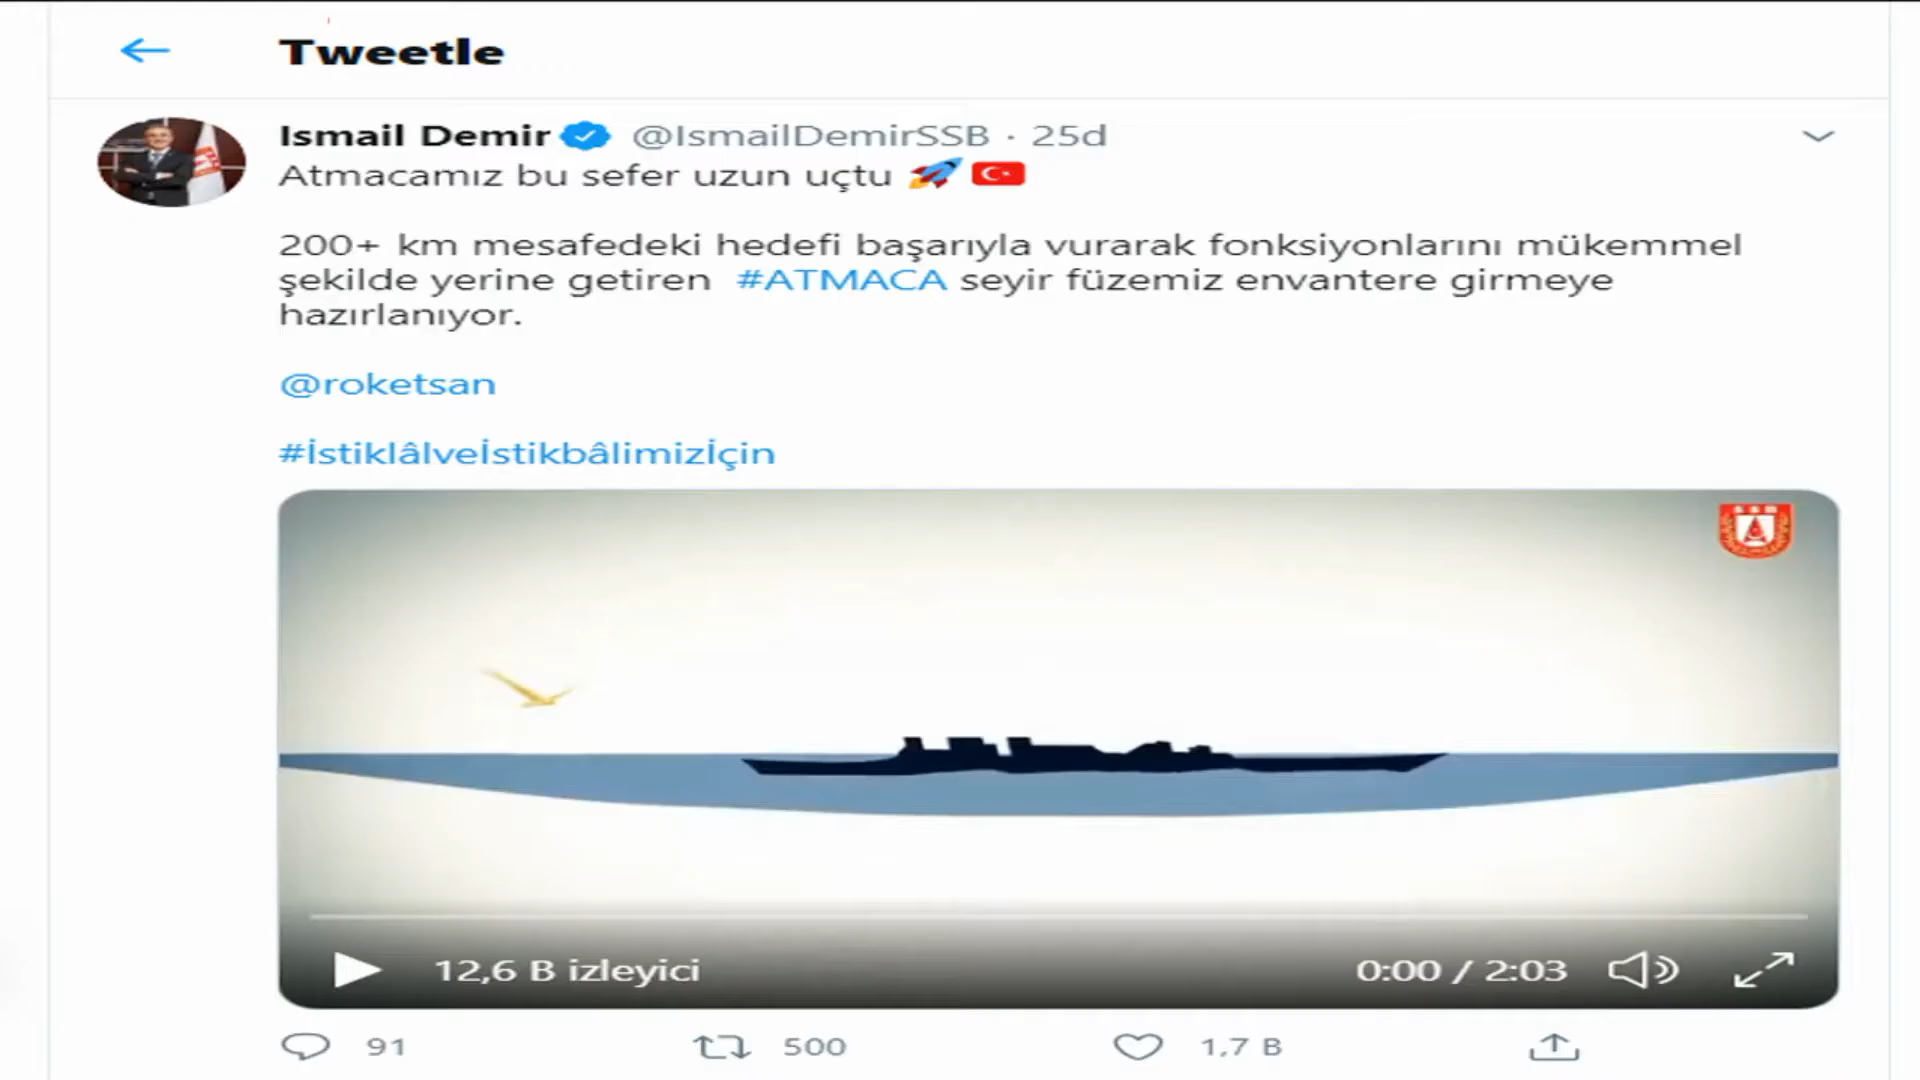 Tweetle
Ismail Demir @IsmailDemirSSB · 25d
Atmacamız bu sefer uzun uçtu
200+ km mesafedeki hedefi başarıyla vurarak fonksiyonlarını mükemmel
şekilde yerine getiren #ATMACA seyir füzemiz envantere girmeye
hazırlanıyor.
@roketsan
#İstiklâlveİstikbâlimizİçin
SSB
12,6 B izleyici
0:00 / 2:03
91
500
1,7 B